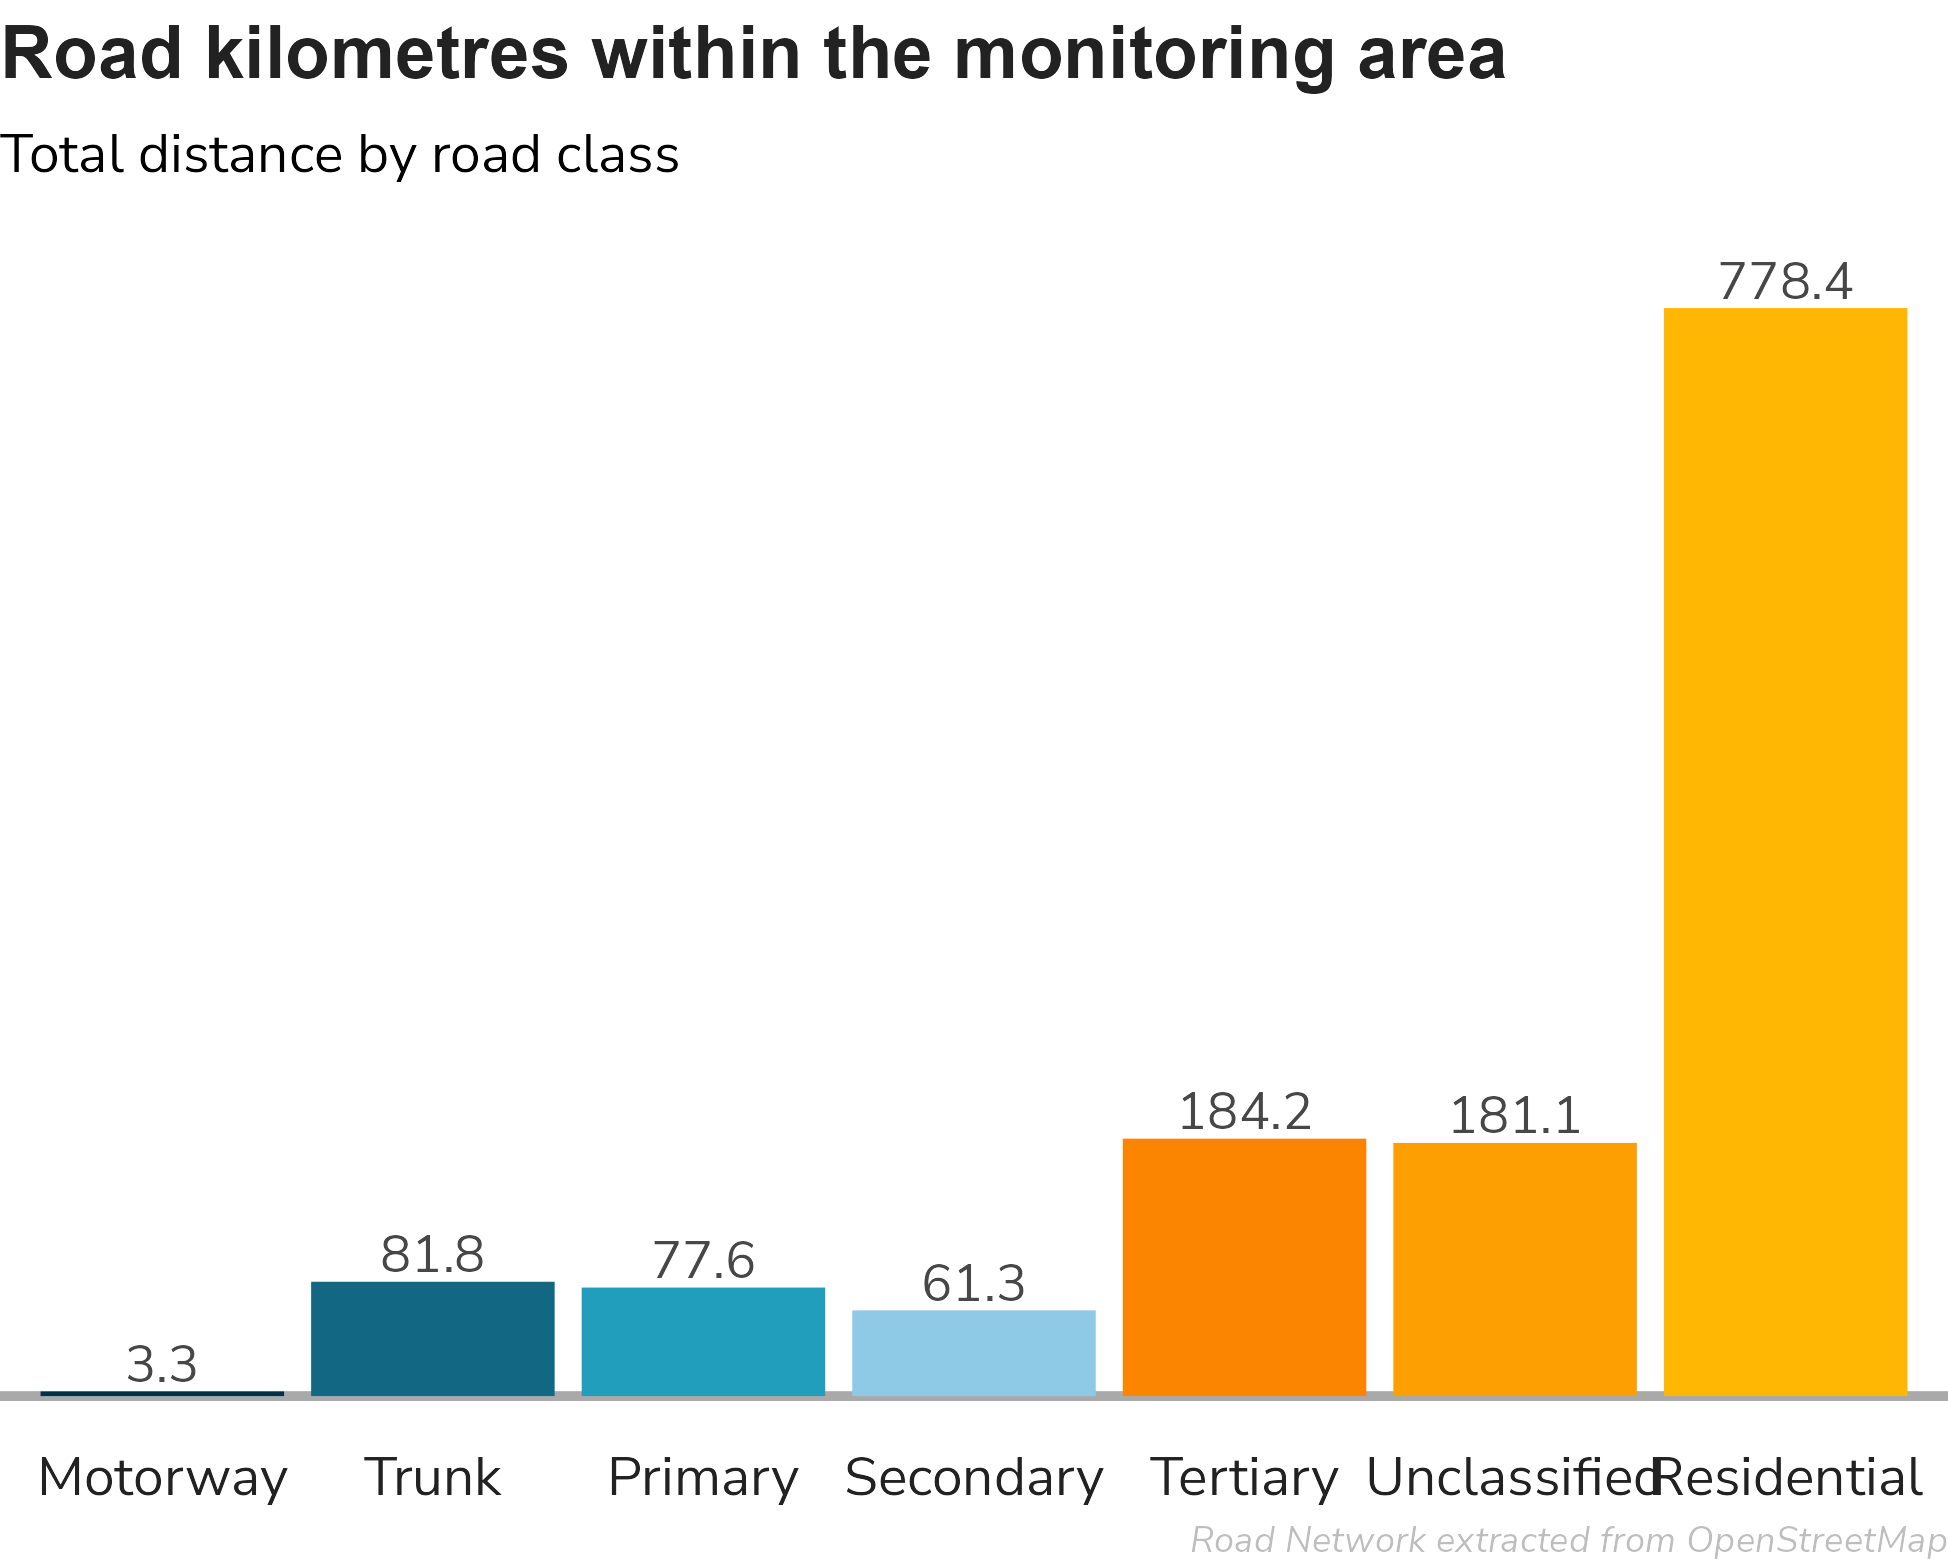 Road kilometres within the monitoring area
Total distance by road class
778.4
184.2
181.1
81.8
77.6
61.3
3.3
Motorway Trunk Primary Secondary Tertiary Unclassified Residential
Road Network extracted from OpenStreetMap